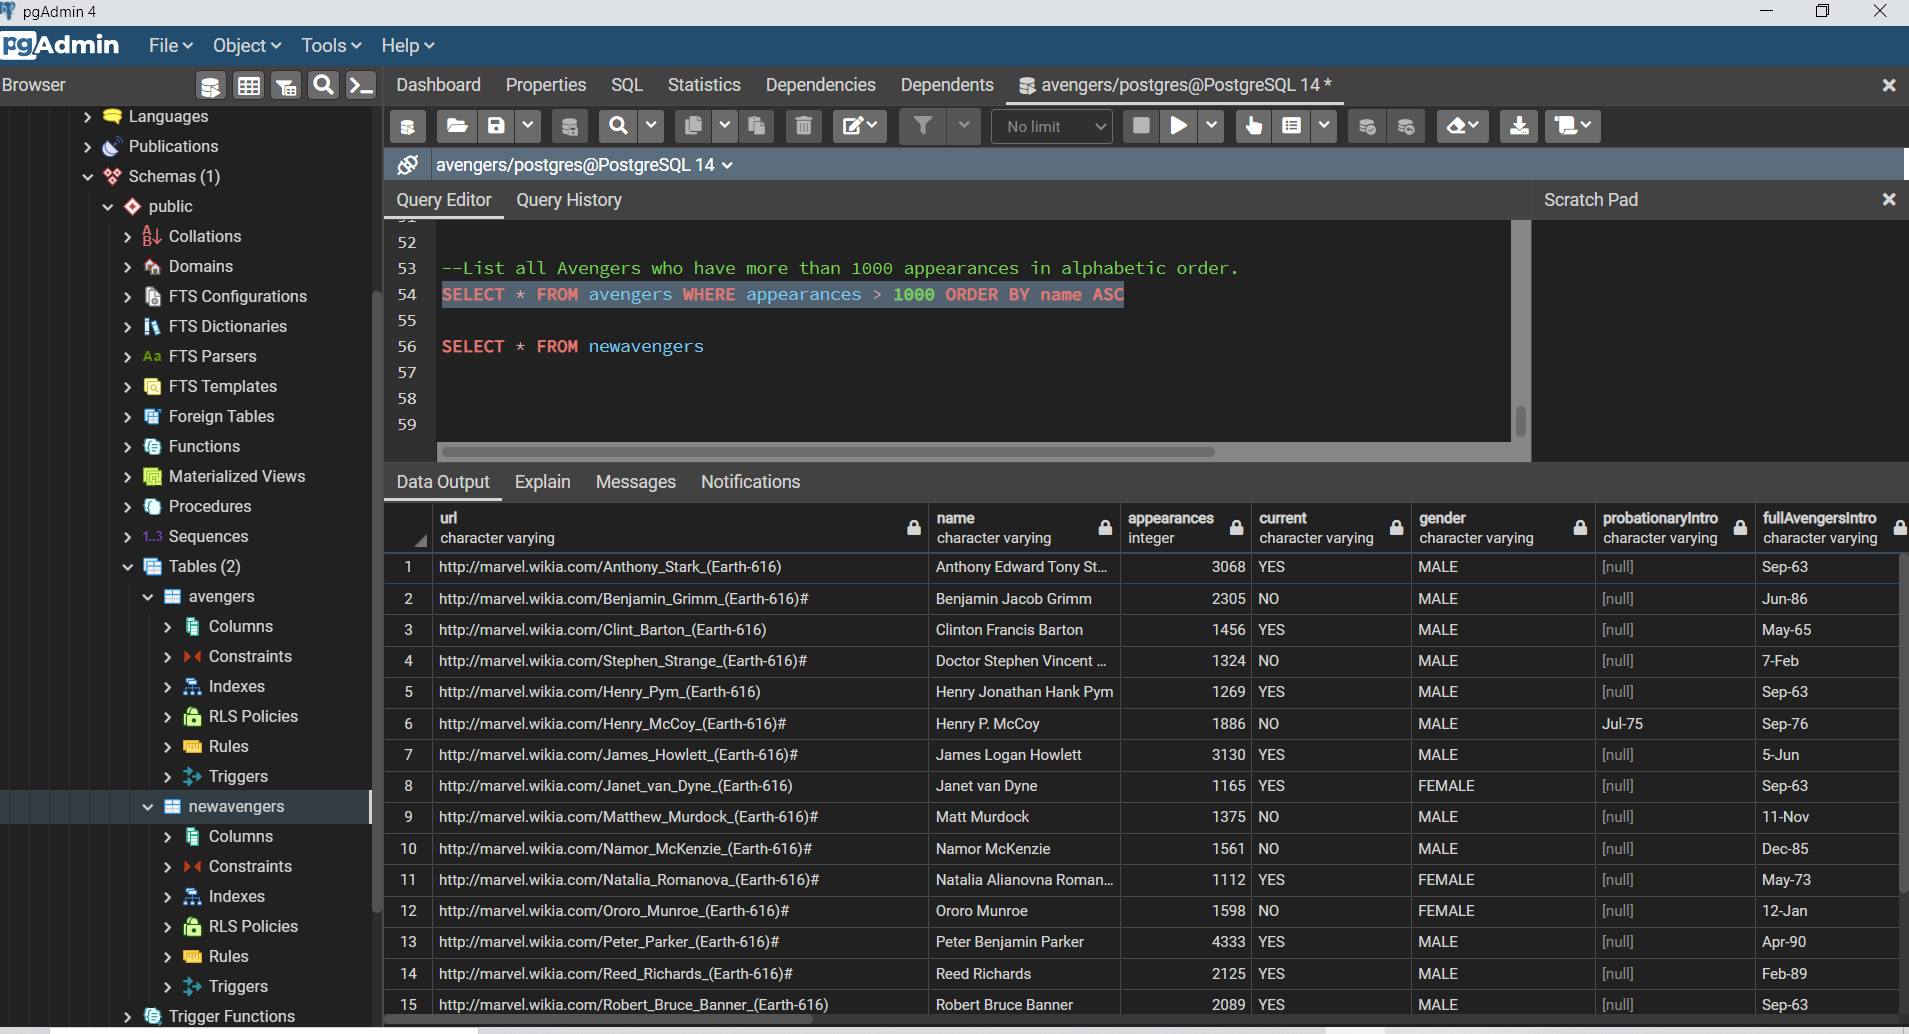 pgAdmin 4
pgAdmin File Object Tools Help
Browser
Languages
Publications
Schemas (1)
public
Collations
Domains
FTS Configurations
FTS Dictionaries
Aa FTS Parsers
FTS Templates
Foreign Tables
Functions
Materialized Views
Procedures
1..3 Sequences
Tables (2)
avengers
Columns
Constraints
Indexes
RLS Policies
Rules
Triggers
newavengers
Columns
Constraints
Indexes
RLS Policies
Rules
Triggers
Trigger Functions
Dashboard Properties SQL Statistics Dependencies Dependents avengers/postgres@PostgreSQL 14 *
No limit
avengers/postgres@PostgreSQL 14
Query Editor Query History
Scratch Pad
52
53 --List all Avengers who have more than 1000 appearances in alphabetic order.
54 SELECT * FROM avengers WHERE appearances > 1000 ORDER BY name ASC
55
56 SELECT * FROM newavengers
57
58
59
Data Output Explain Messages Notifications
url name appearances current gender probationaryIntro fullAvengersIntro
character varying character varying integer character varying character varying character varying character varying
1 http://marvel.wikia.com/Anthony_Stark_(Earth-616) Anthony Edward Tony St... 3068 YES MALE [null] Sep-63
2 http://marvel.wikia.com/Benjamin_Grimm_(Earth-616)# Benjamin Jacob Grimm 2305 NO MALE [null] Jun-86
3 http://marvel.wikia.com/Clint_Barton_(Earth-616) Clinton Francis Barton 1456 YES MALE [null] May-65
4 http://marvel.wikia.com/Stephen_Strange_(Earth-616)# Doctor Stephen Vincent ... 1324 NO MALE [null] 7-Feb
5 http://marvel.wikia.com/Henry_Pym_(Earth-616) Henry Jonathan Hank Pym 1269 YES MALE [null] Sep-63
6 http://marvel.wikia.com/Henry_McCoy_(Earth-616)# Henry P. McCoy 1886 NO MALE Jul-75 Sep-76
7 http://marvel.wikia.com/James_Howlett_(Earth-616)# James Logan Howlett 3130 YES MALE [null] 5-Jun
8 http://marvel.wikia.com/Janet_van_Dyne_(Earth-616) Janet van Dyne 1165 YES FEMALE [null] Sep-63
9 http://marvel.wikia.com/Matthew_Murdock_(Earth-616)# Matt Murdock 1375 NO MALE [null] 11-Nov
10 http://marvel.wikia.com/Namor_McKenzie_(Earth-616)# Namor McKenzie 1561 NO MALE [null] Dec-85
11 http://marvel.wikia.com/Natalia_Romanova_(Earth-616)# Natalia Alianovna Roman... 1112 YES FEMALE [null] May-73
12 http://marvel.wikia.com/Ororo_Munroe_(Earth-616)# Ororo Munroe 1598 NO FEMALE [null] 12-Jan
13 http://marvel.wikia.com/Peter_Parker_(Earth-616)# Peter Benjamin Parker 4333 YES MALE [null] Apr-90
14 http://marvel.wikia.com/Reed_Richards_(Earth-616)# Reed Richards 2125 YES MALE [null] Feb-89
15 http://marvel.wikia.com/Robert_Bruce_Banner_(Earth-616) Robert Bruce Banner 2089 YES MALE [null] Sep-63